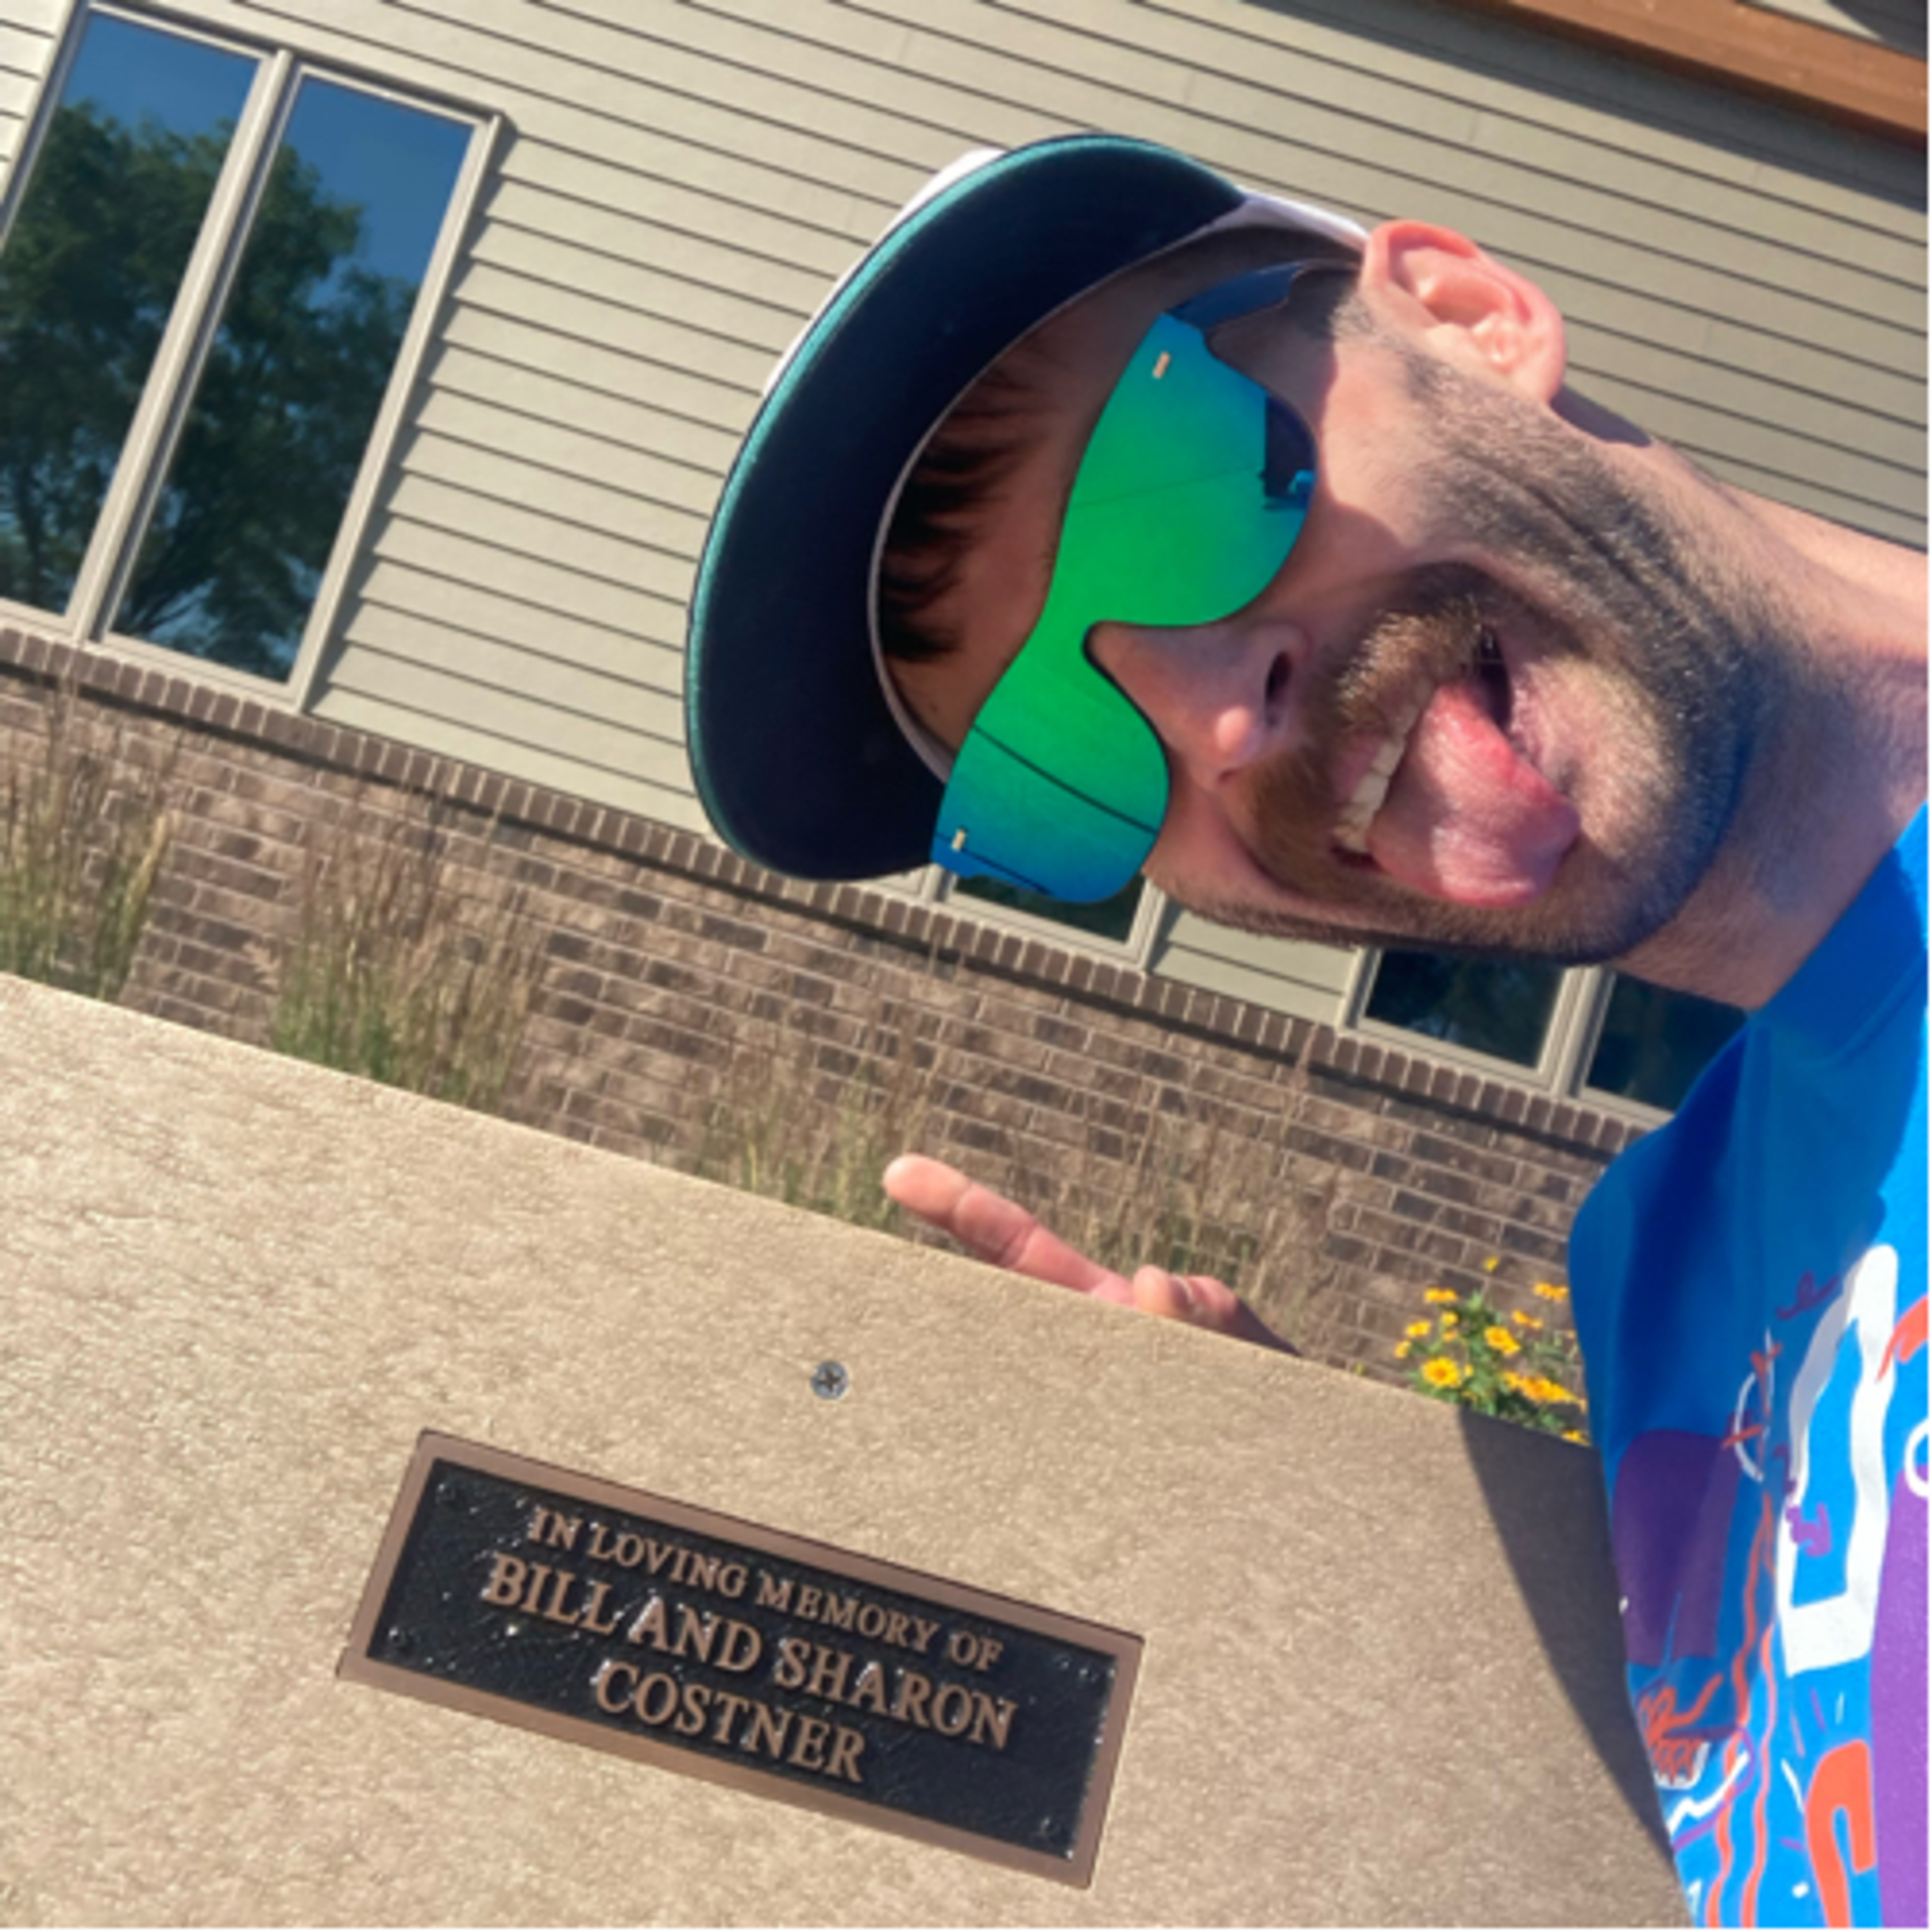 IN LOVING MEMORY OF
BILL AND SHARON
COSTNER